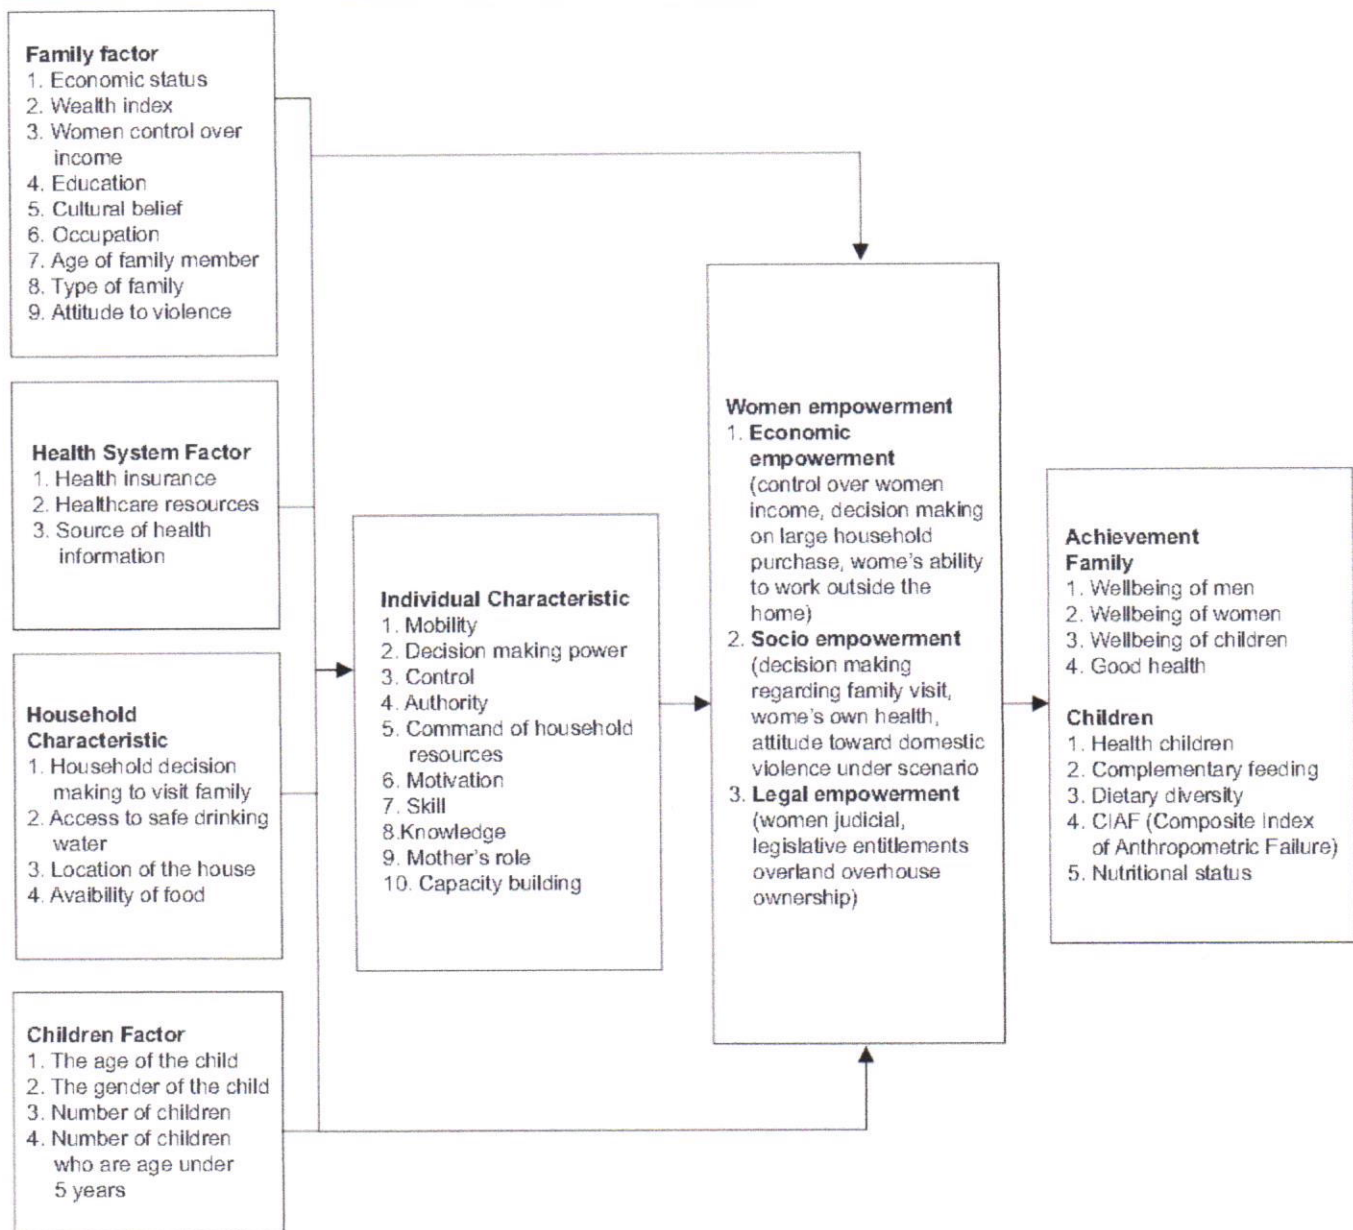 Family factor
1. Economic status
2. Wealth index
3. Women control over
income
4. Education
5. Cultural belief
6. Occupation
7. Age of family member
8. Type of family
9. Attitude to violence
Health System Factor
1. Health insurance
2. Healthcare resources
3. Source of health
information
Household
Characteristic
1. Household decision
making to visit family
2. Access to safe drinking
water
3. Location of the house
4. Avaibility of food
Children Factor
1. The age of the child
2. The gender of the child
3. Number of children
4. Number of children
who are age under
5 years
Individual Characteristic
1. Mobility
2. Decision making power
3. Control
4. Authority
5. Command of household
resources
6. Motivation
7. Skill
8.Knowledge
9. Mother's role
10. Capacity building
Women empowerment
1. Economic
empowerment
(control over women
income, decision making
on large household
purchase, wome's ability
to work outside the
home)
2. Socio empowerment
(decision making
regarding family visit,
wome's own health,
attitude toward domestic
violence under scenario
3. Legal empowerment
(women judicial,
legislative entitlements
overland overhouse
ownership)
Achievement
Family
1. Wellbeing of men
2. Wellbeing of women
3. Wellbeing of children
4. Good health
Children
1. Health children
2. Complementary feeding
3. Dietary diversity
4. CIAF (Composite Index
of Anthropometric Failure)
5. Nutritional status